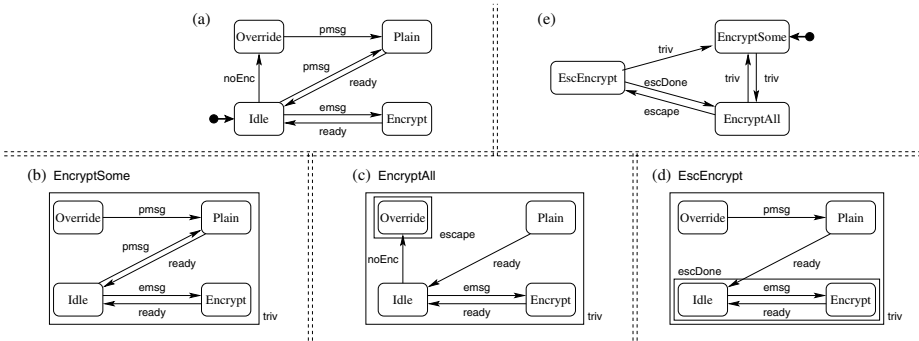 (a)
Override
pmsg
Plain
pmsg
noEnc
ready
Idle
emsg
ready
Encrypt
(e)
EncryptSome
triv
EscEncrypt
escDone
triv
triv
escape
EncryptAll
(b) EncryptSome
Override
pmsg
Plain
pmsg
ready
Idle
emsg
ready
Encrypt
triv
(c) EncryptAll
Override
Plain
escape
noEnc
ready
Idle
emsg
ready
Encrypt
triv
(d) EscEncrypt
Override
pmsg
Plain
escDone
ready
Idle
emsg
ready
Encrypt
triv